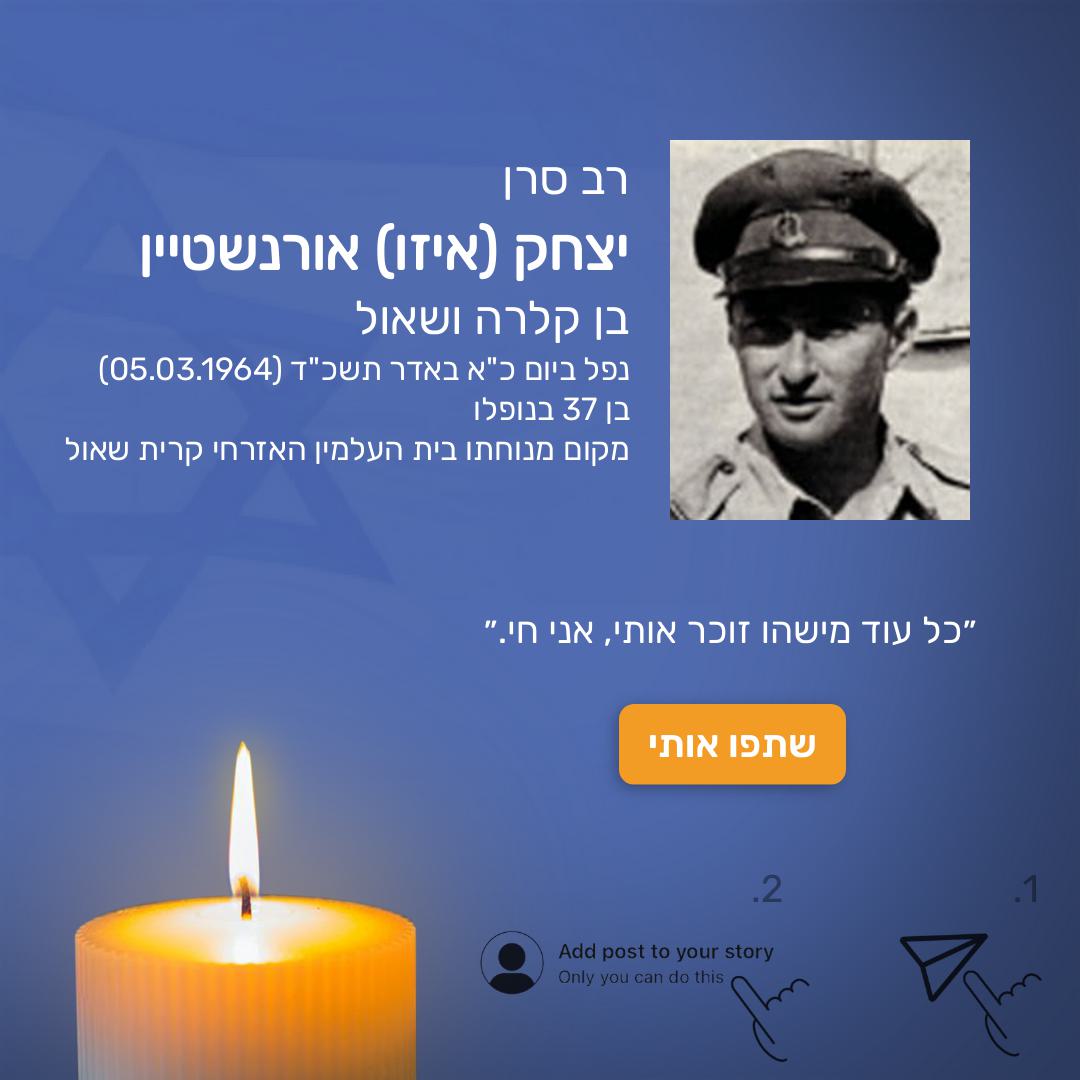 רב סרן
יצחק (איזו) אורנשטיין
בן קלרה ושאול
נפל ביום כ"א באדר תשכ"ד (05.03.1964)
בן 37 בנופלו
מקום מנוחתו בית העלמין האזרחי קרית שאול
״כל עוד מישהו זוכר אותי, אני חי.״
שתפו אותי
1.
2.
Add post to your story
Only you can do this